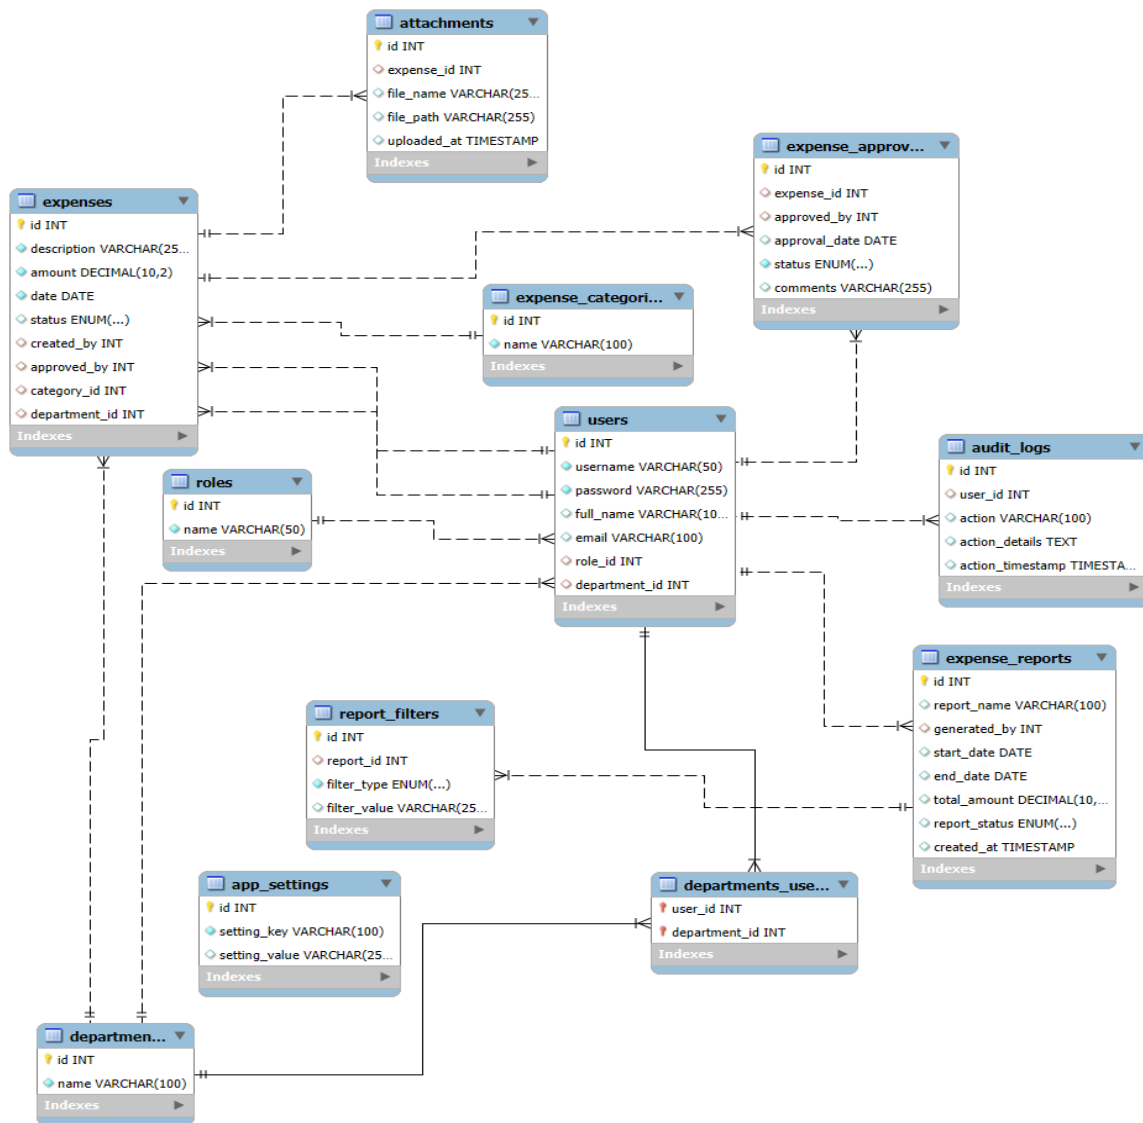 attachments
id INT
expense_id INT
file_name VARCHAR(25...
file_path VARCHAR(255)
uploaded_at TIMESTAMP
Indexes
expense_approv...
id INT
expense_id INT
approved_by INT
approval_date DATE
status ENUM(...)
comments VARCHAR(255)
Indexes
expenses
id INT
description VARCHAR(25...
amount DECIMAL(10,2)
date DATE
status ENUM(...)
created_by INT
approved_by INT
category_id INT
department_id INT
Indexes
expense_categori...
id INT
name VARCHAR(100)
Indexes
users
id INT
username VARCHAR(50)
password VARCHAR(255)
full_name VARCHAR(10...
email VARCHAR(100)
role_id INT
department_id INT
Indexes
audit_logs
id INT
user_id INT
action VARCHAR(100)
action_details TEXT
action_timestamp TIMESTA...
Indexes
roles
id INT
name VARCHAR(50)
Indexes
expense_reports
id INT
report_name VARCHAR(100)
generated_by INT
start_date DATE
end_date DATE
total_amount DECIMAL(10,...
report_status ENUM(...)
created_at TIMESTAMP
Indexes
report_filters
id INT
report_id INT
filter_type ENUM(...)
filter_value VARCHAR(25...
Indexes
app_settings
id INT
setting_key VARCHAR(100)
setting_value VARCHAR(25...
Indexes
departments_use...
user_id INT
department_id INT
Indexes
departmen...
id INT
name VARCHAR(100)
Indexes